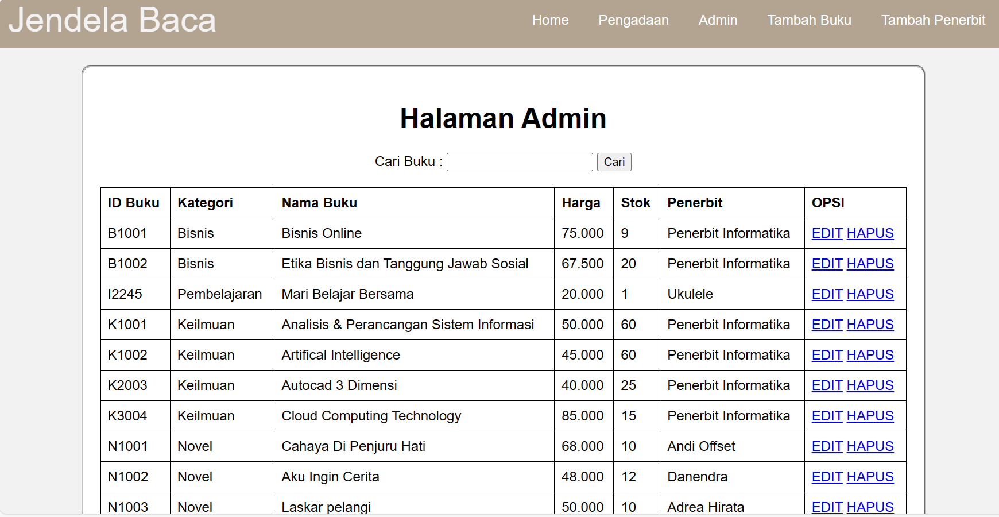 Jendela Baca
Home Pengadaan Admin Tambah Buku Tambah Penerbit
Halaman Admin
Cari Buku : Cari
ID Buku Kategori Nama Buku Harga Stok Penerbit OPSI
B1001 Bisnis Bisnis Online 75.000 9 Penerbit Informatika EDIT HAPUS
B1002 Bisnis Etika Bisnis dan Tanggung Jawab Sosial 67.500 20 Penerbit Informatika EDIT HAPUS
I2245 Pembelajaran Mari Belajar Bersama 20.000 1 Ukulele EDIT HAPUS
K1001 Keilmuan Analisis & Perancangan Sistem Informasi 50.000 60 Penerbit Informatika EDIT HAPUS
K1002 Keilmuan Artifical Intelligence 45.000 60 Penerbit Informatika EDIT HAPUS
K2003 Keilmuan Autocad 3 Dimensi 40.000 25 Penerbit Informatika EDIT HAPUS
K3004 Keilmuan Cloud Computing Technology 85.000 15 Penerbit Informatika EDIT HAPUS
N1001 Novel Cahaya Di Penjuru Hati 68.000 10 Andi Offset EDIT HAPUS
N1002 Novel Aku Ingin Cerita 48.000 12 Danendra EDIT HAPUS
N1003 Novel Laskar pelangi 50.000 10 Adrea Hirata EDIT HAPUS